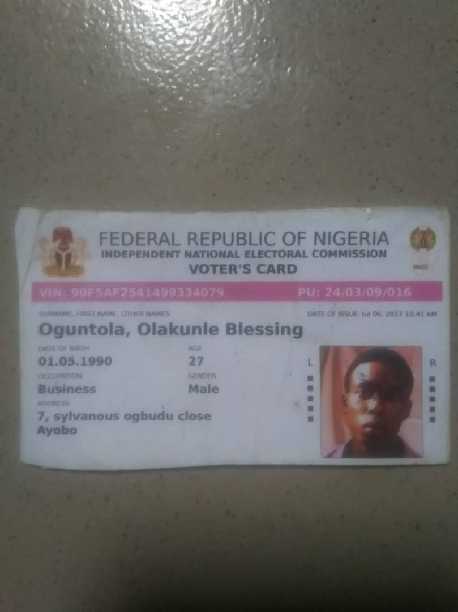 FEDERAL REPUBLIC OF NIGERIA
INDEPENDENT NATIONAL ELECTORAL COMMISSION
VOTER'S CARD
INEC
VIN: 90F5AF2541499334079 PU: 24/03/09/016
SURNAME, FIRST NAME, OTHER NAMES
DATE OF ISSUE: Jul 06, 2017 10.41 AM
Oguntola, Olakunle Blessing
DATE OF BIRTH AGE
01.05.1990 27
OCCUPATION GENDER
Business Male
ADDRESS
7, sylvanous ogbudu close
Ayobo
L R